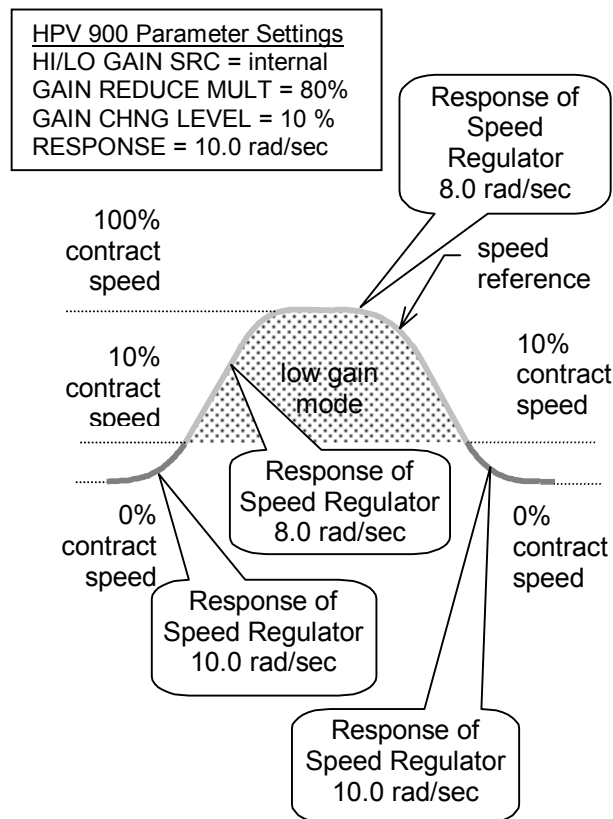 HPV 900 Parameter Settings
HI/LO GAIN SRC = internal
GAIN REDUCE MULT = 80%
GAIN CHNG LEVEL = 10 %
RESPONSE = 10.0 rad/sec
Response of
Speed
Regulator
8.0 rad/sec
100%
contract
speed
speed
reference
10%
contract
speed
low gain
mode
10%
contract
speed
Response of
Speed Regulator
8.0 rad/sec
0%
contract
speed
0%
contract
speed
Response of
Speed Regulator
10.0 rad/sec
Response of
Speed Regulator
10.0 rad/sec